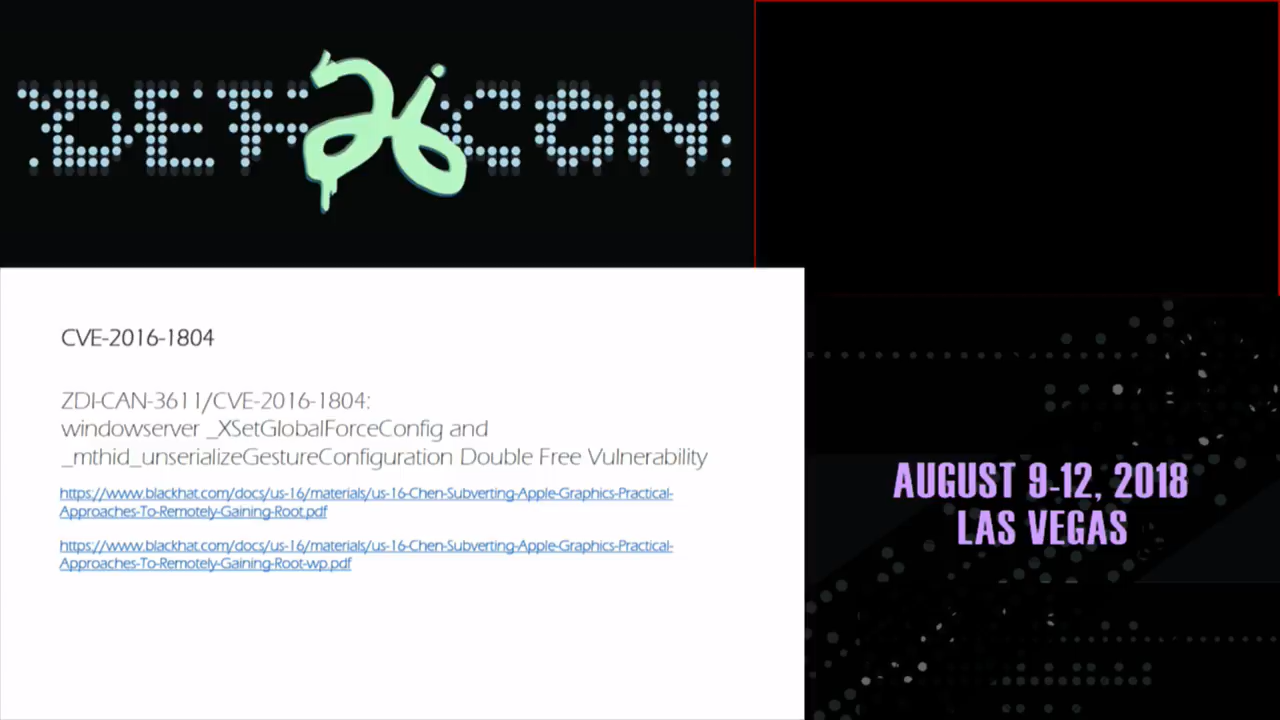 DEF 26 CON
CVE-2016-1804
ZDI-CAN-3611/CVE-2016-1804:
windowserver _XSetGlobalForceConfig and
_mthid_unserializeGestureConfiguration Double Free Vulnerability
https://www.blackhat.com/docs/us-16/materials/us-16-Chen-Subverting-Apple-Graphics-Practical-
Approaches-To-Remotely-Gaining-Root.pdf
https://www.blackhat.com/docs/us-16/materials/us-16-Chen-Subverting-Apple-Graphics-Practical-
Approaches-To-Remotely-Gaining-Root-wp.pdf
AUGUST 9-12, 2018
LAS VEGAS